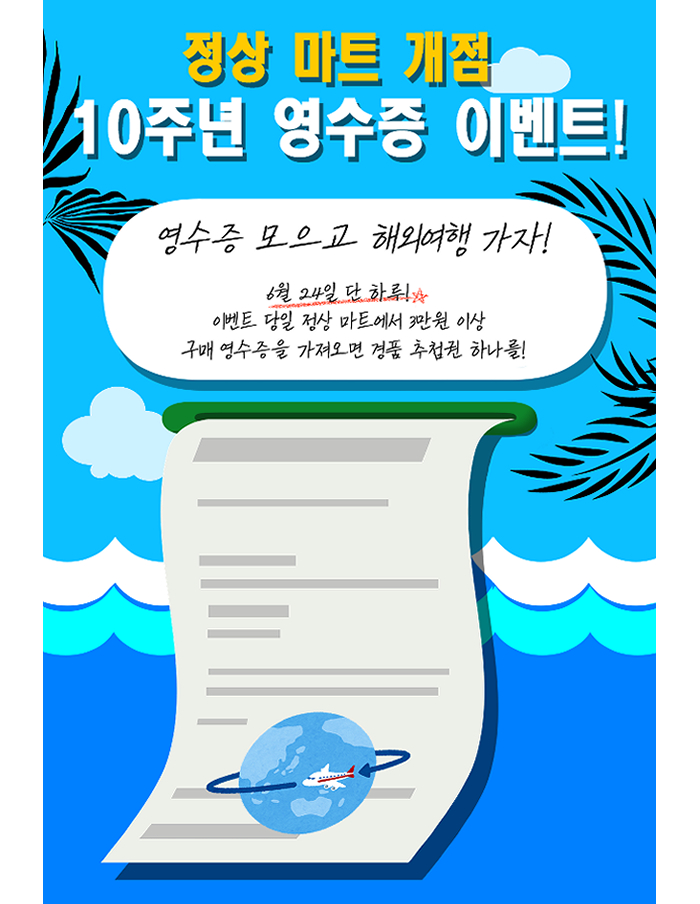 정상 마트 개점
10주년 영수증 이벤트!
영수증 모으고 해외여행 가자!
6월 24일 단 하루!
이벤트 당일 정상 마트에서 3만원 이상
구매 영수증을 가져오면 경품 추첨권 하나를!